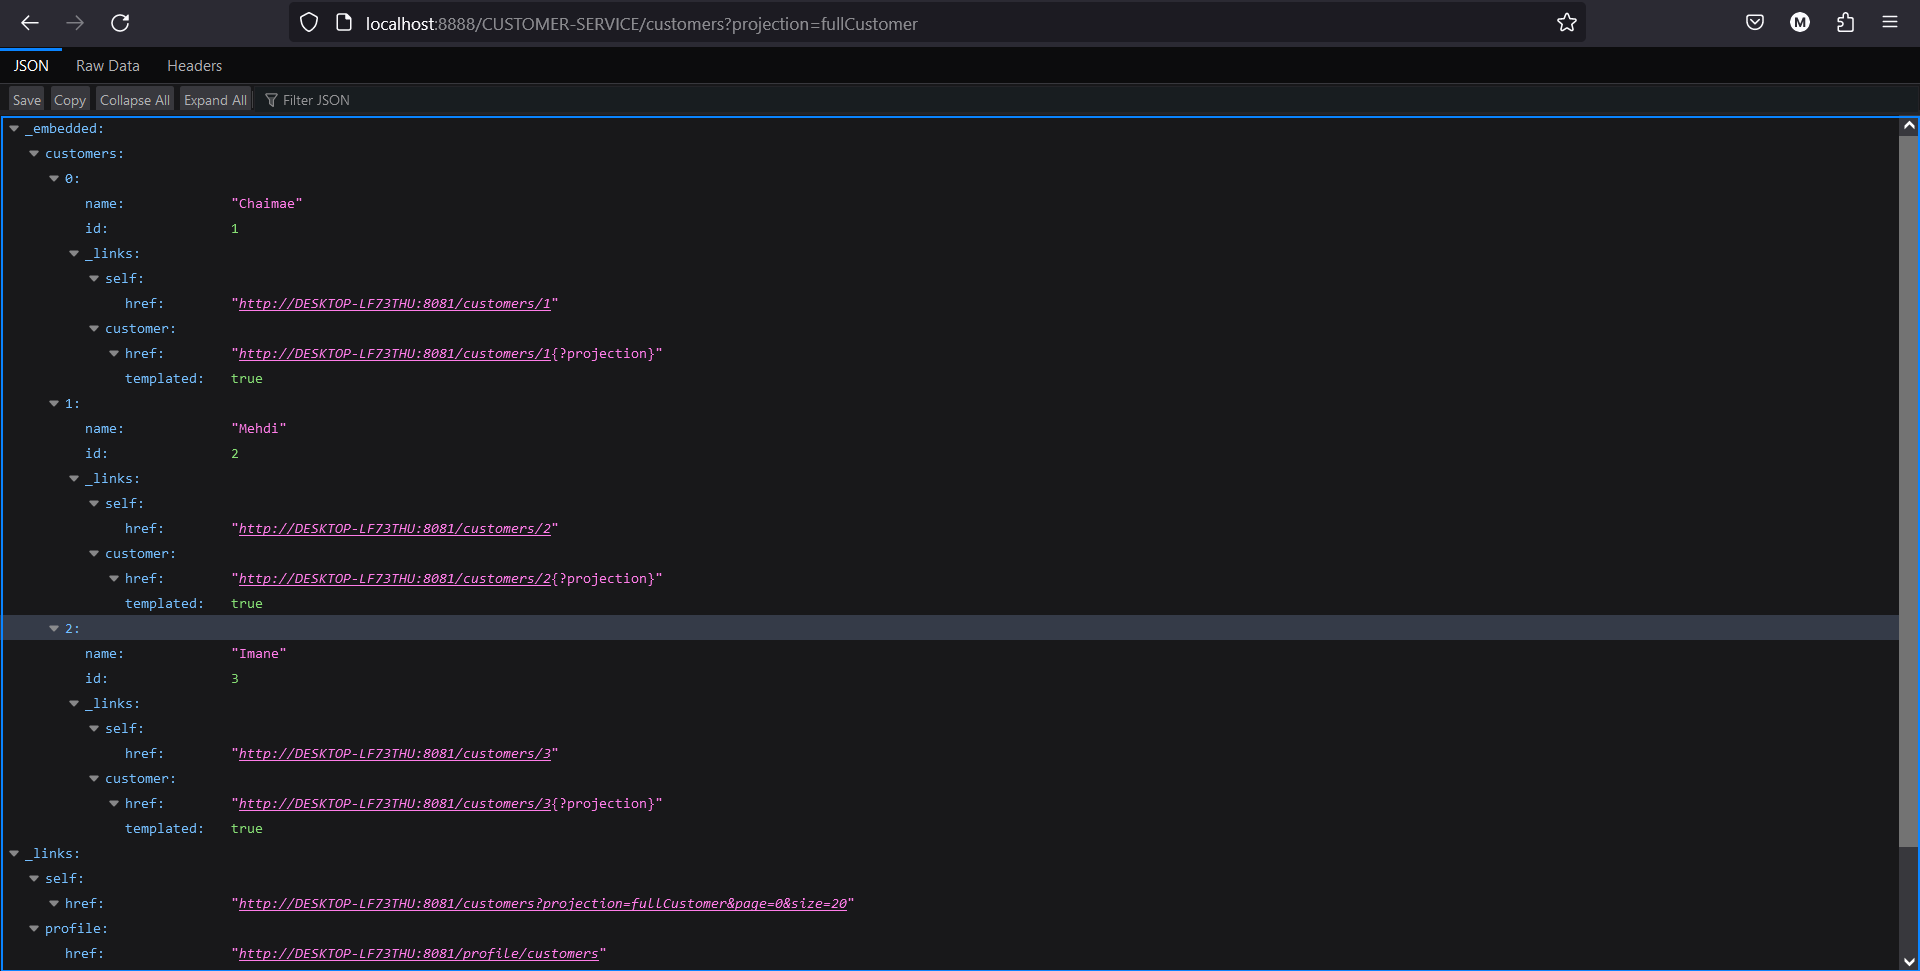 localhost:8888/CUSTOMER-SERVICE/customers?projection=fullCustomer
M
JSON Raw Data Headers
Save Copy Collapse All Expand All Filter JSON
_embedded:
customers:
0:
name: "Chaimae"
id: 1
_links:
self:
href: "http://DESKTOP-LF73THU:8081/customers/1"
customer:
href: "http://DESKTOP-LF73THU:8081/customers/1{?projection}"
templated: true
1:
name: "Mehdi"
id: 2
_links:
self:
href: "http://DESKTOP-LF73THU:8081/customers/2"
customer:
href: "http://DESKTOP-LF73THU:8081/customers/2{?projection}"
templated: true
2:
name: "Imane"
id: 3
_links:
self:
href: "http://DESKTOP-LF73THU:8081/customers/3"
customer:
href: "http://DESKTOP-LF73THU:8081/customers/3{?projection}"
templated: true
_links:
self:
href: "http://DESKTOP-LF73THU:8081/customers?projection=fullCustomer&page=0&size=20"
profile:
href: "http://DESKTOP-LF73THU:8081/profile/customers"